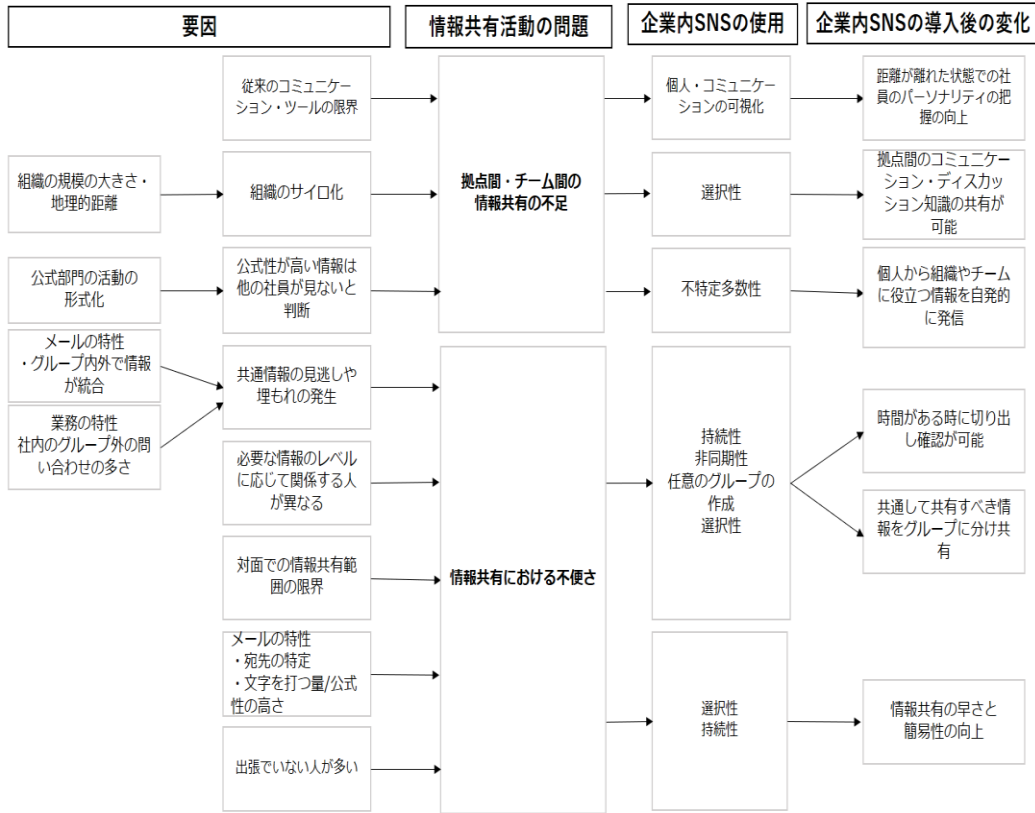 要因
情報共有活動の問題
企業内SNSの使用
企業内SNSの導入後の変化
従来のコミュニケー
ション・ツールの限界
個人・コミュニケー
ションの可視化
距離が離れた状態での社
員のパーソナリティの把
握の向上
組織の規模の大きさ・
地理的距離
組織のサイロ化
拠点間・チーム間の
情報共有の不足
選択性
拠点間のコミュニケー
ション・ディスカッ
ション知識の共有が
可能
公式部門の活動の
形式化
公式性が高い情報は
他の社員が見ないと
判断
不特定多数性
個人から組織やチーム
に役立つ情報を自発的
に発信
メールの特性
・グループ内外で情報
が統合
業務の特性
社内のグループ外の問
い合わせの多さ
共通情報の見逃しや
埋もれの発生
必要な情報のレベル
に応じて関係する人
が異なる
対面での情報共有範
囲の限界
メールの特性
・宛先の特定
・文字を打つ量/公式
性の高さ
出張でいない人が多い
情報共有における不便さ
持続性
非同期性
任意のグループの
作成
選択性
時間がある時に切り出
し確認が可能
共通して共有すべき情
報をグループに分け共
有
選択性
持続性
情報共有の早さと
簡易性の向上